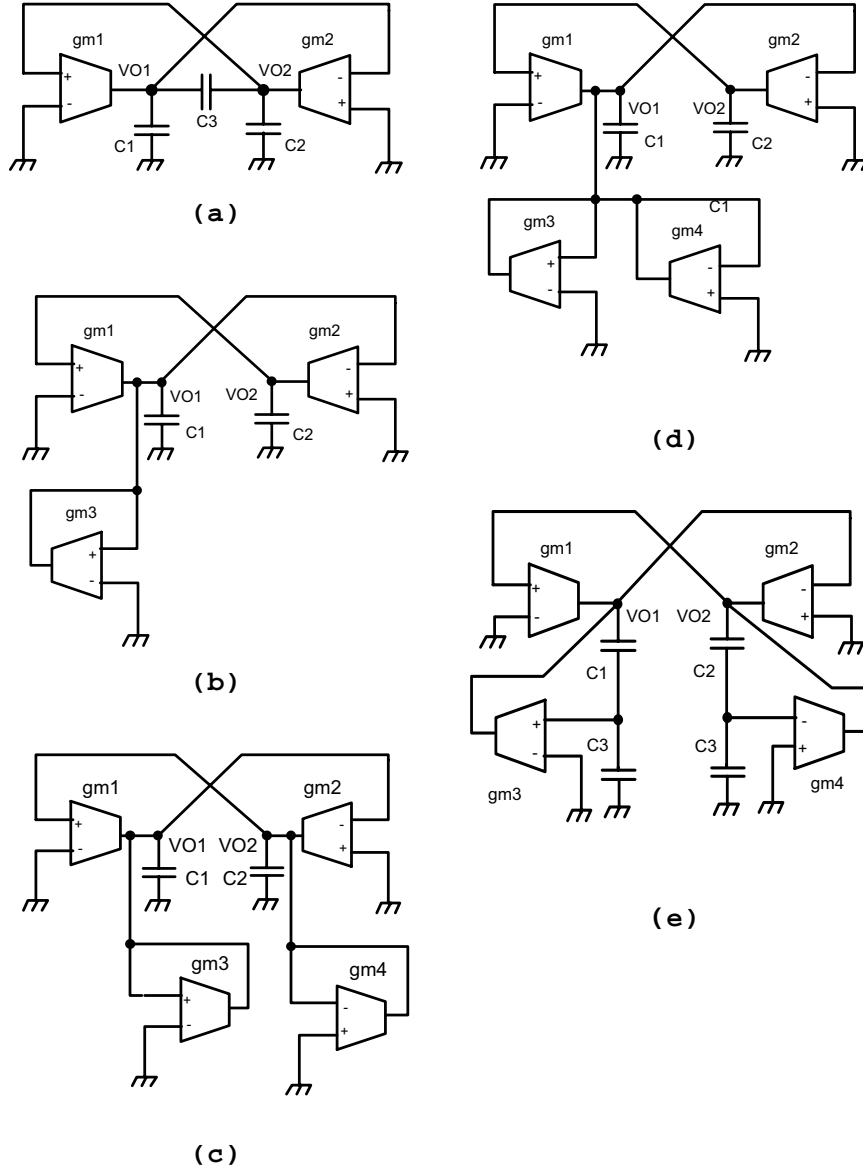 gm1
gm2
VO1
VO2
+
-
-
+
C3
C1
C2
(a)
gm1
gm2
+
-
-
+
VO1
VO2
C1
C2
gm3
+
-
(b)
gm1
gm2
+
-
-
+
VO1
VO2
C1
C2
gm3
gm4
+
-
-
+
(c)
gm1
gm2
+
-
-
+
VO1
VO2
C1
C2
C1
gm3
gm4
+
-
-
+
(d)
gm1
gm2
+
-
-
+
VO1
VO2
C1
C2
+
-
-
+
C3
C3
gm3
gm4
(e)